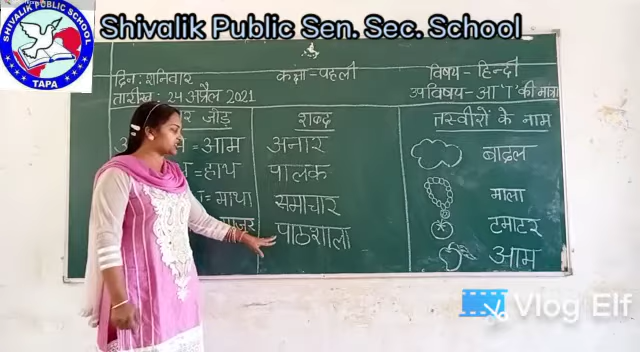 SHIVALIK PUBLIC SCHOOL
TAPA
Shivalik Public Sen. Sec. School
दिन: शनिवार
कक्षा-पहली
विषय- हिन्दी
तारीख: 24 अप्रैल 2021
उपविषय- आ 'ा' की मात्रा
जोड़
शब्द
तस्वीरों के नाम
= आम
= हाथ
= माथा
अनार
पालक
समाचार
पाठशाला
बादल
माला
टमाटर
आम
Vlog Elf